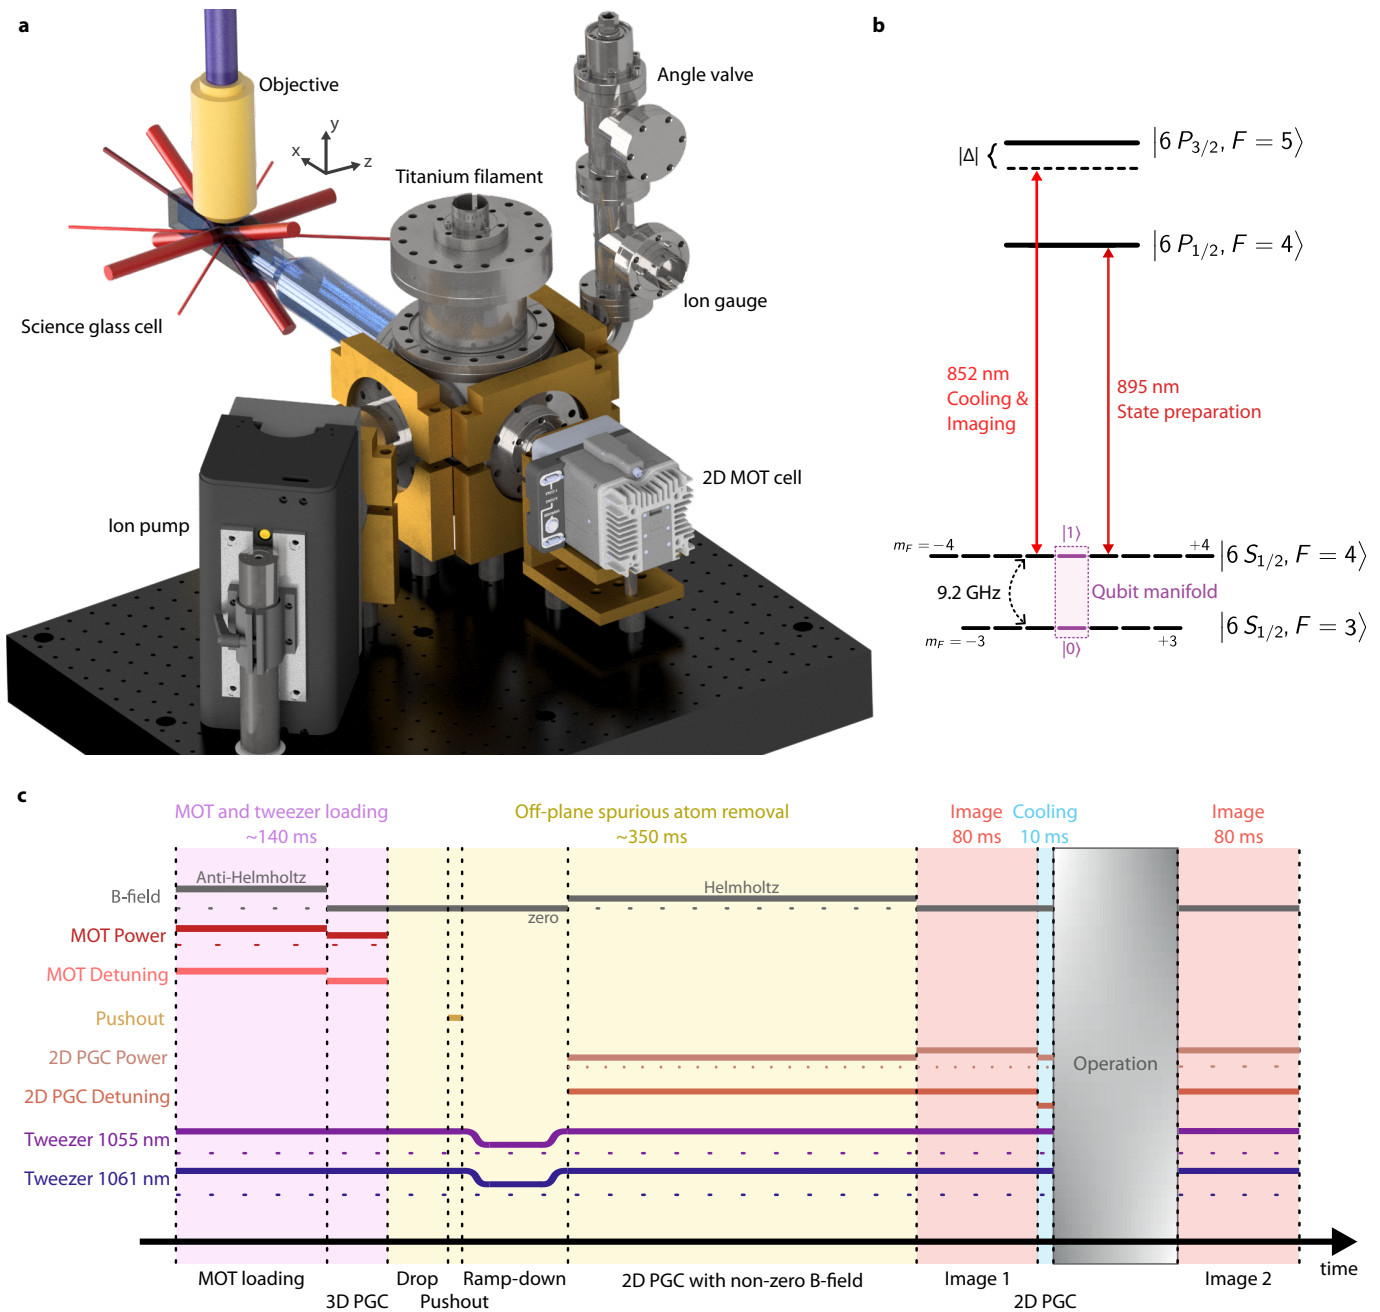 a
Objective
Angle valve
y
x
z
Titanium filament
Ion gauge
Science glass cell
2D MOT cell
Ion pump
b
|6 P3/2, F = 5⟩
|Δ|
|6 P1/2, F = 4⟩
852 nm
Cooling &
Imaging
895 nm
State preparation
|1⟩
mF = −4
+4
|6 S1/2, F = 4⟩
9.2 GHz
Qubit manifold
mF = −3
+3
|6 S1/2, F = 3⟩
|0⟩
c
MOT and tweezer loading
~140 ms
Off-plane spurious atom removal
~350 ms
Image
80 ms
Cooling
10 ms
Image
80 ms
Anti-Helmholtz
Helmholtz
B-field
zero
MOT Power
MOT Detuning
Pushout
2D PGC Power
Operation
2D PGC Detuning
Tweezer 1055 nm
Tweezer 1061 nm
time
MOT loading
3D PGC
Drop
Pushout
Ramp-down
2D PGC with non-zero B-field
Image 1
2D PGC
Image 2